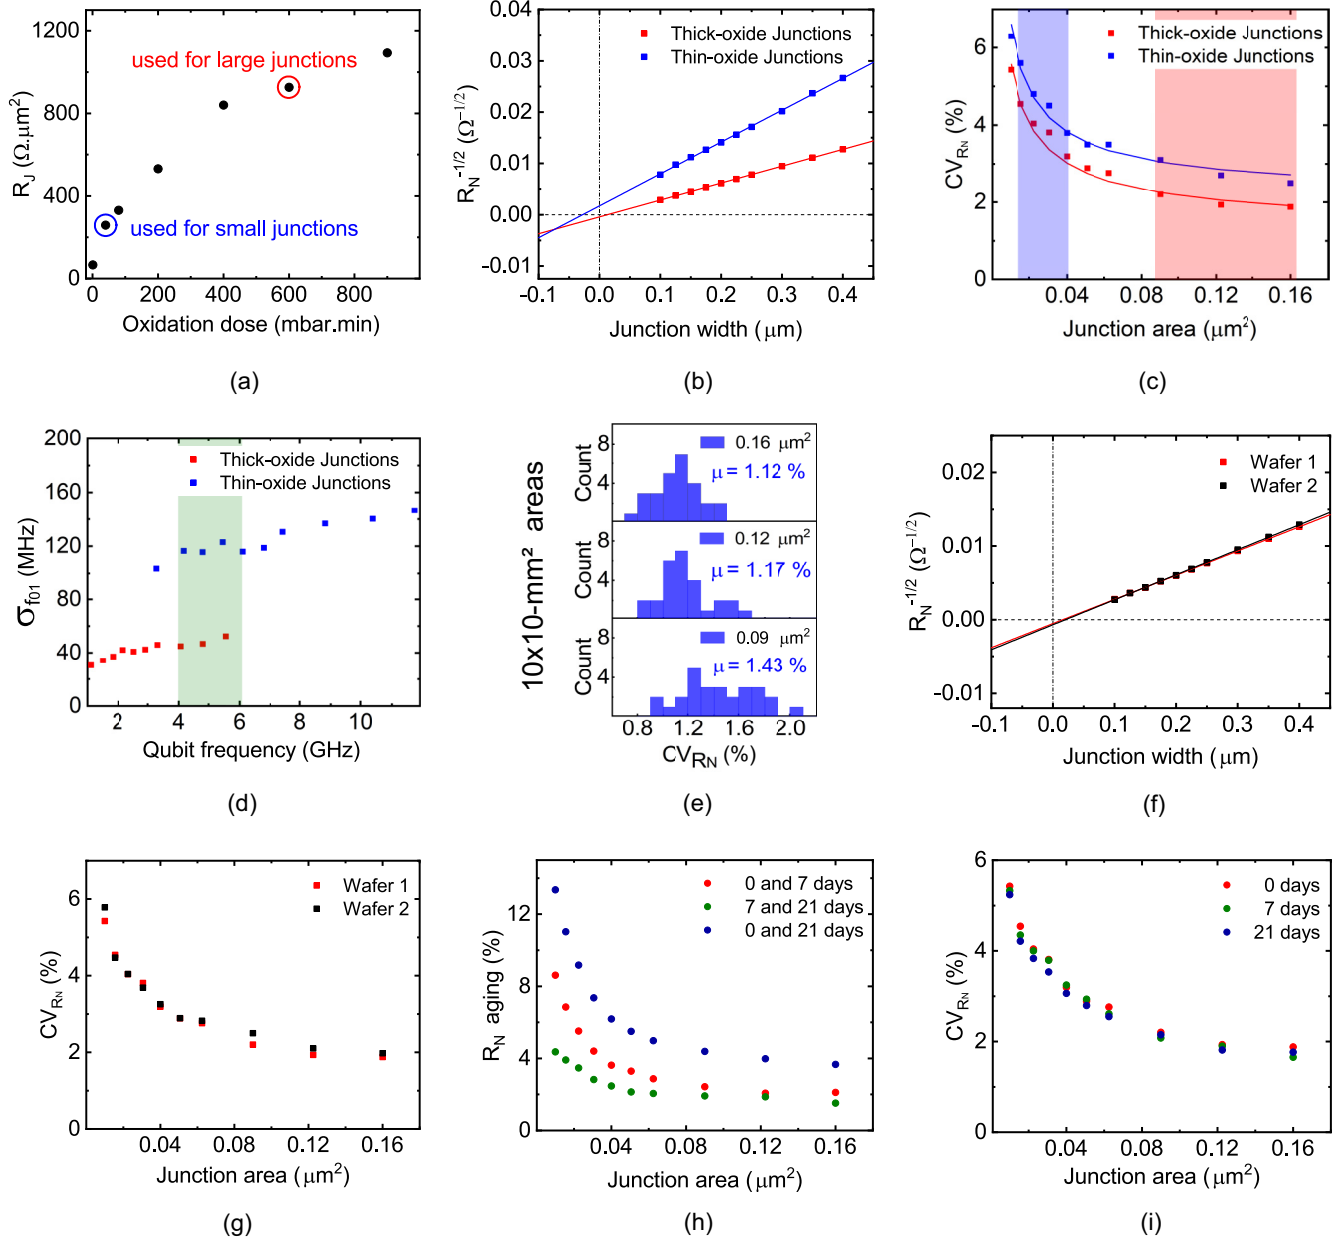 1200
800
400
0
R_J (Ω.μm²)
used for large junctions
used for small junctions
0 200 400 600 800
Oxidation dose (mbar.min)
(a)
0.04
0.03
0.02
0.01
0.00
-0.01
R_N^-1/2 (Ω^-1/2)
Thick-oxide Junctions
Thin-oxide Junctions
-0.1 0.0 0.1 0.2 0.3 0.4
Junction width (μm)
(b)
6
4
2
0
CV_RN (%)
Thick-oxide Junctions
Thin-oxide Junctions
0.04 0.08 0.12 0.16
Junction area (μm²)
(c)
200
160
120
80
40
0
σ_f01 (MHz)
Thick-oxide Junctions
Thin-oxide Junctions
2 4 6 8 10
Qubit frequency (GHz)
(d)
10x10-mm² areas
8
4
Count
0.16 μm²
μ = 1.12 %
8
4
Count
0.12 μm²
μ = 1.17 %
8
4
Count
0.09 μm²
μ = 1.43 %
0.8 1.2 1.6 2.0
CV_RN (%)
(e)
0.02
0.01
0.00
-0.01
R_N^-1/2 (Ω^-1/2)
Wafer 1
Wafer 2
-0.1 0.0 0.1 0.2 0.3 0.4
Junction width (μm)
(f)
6
4
2
0
CV_RN (%)
Wafer 1
Wafer 2
0.04 0.08 0.12 0.16
Junction area (μm²)
(g)
12
8
4
0
R_N aging (%)
0 and 7 days
7 and 21 days
0 and 21 days
0.04 0.08 0.12 0.16
Junction area (μm²)
(h)
6
4
2
0
CV_RN (%)
0 days
7 days
21 days
0.04 0.08 0.12 0.16
Junction area (μm²)
(i)